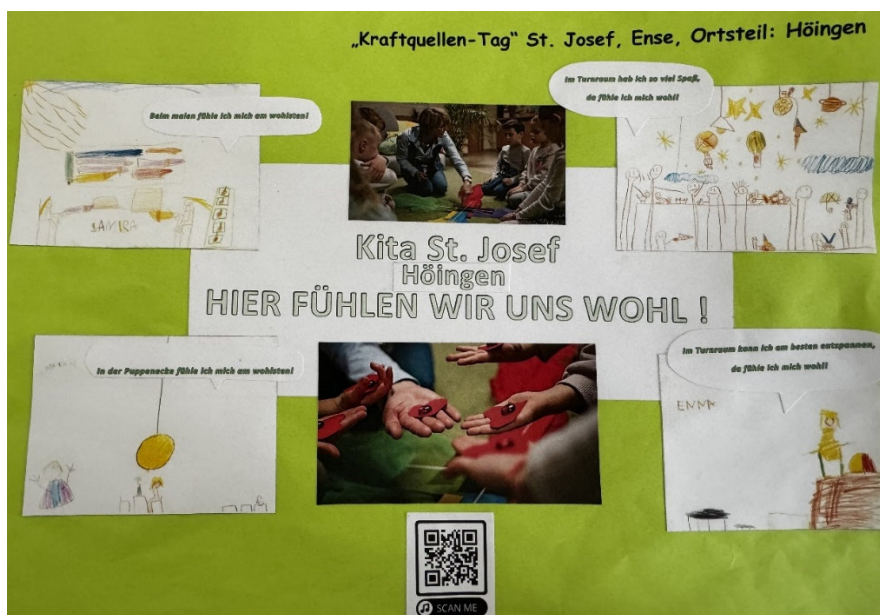 „Kraftquellen-Tag“ St. Josef, Ense, Ortsteil: Höingen
Beim malen fühle ich mich am wohlsten!
Im Turnraum hab ich so viel Spaß,
da fühle ich mich wohl!
SAMIRA
Kita St. Josef
Höingen
HIER FÜHLEN WIR UNS WOHL !
In der Puppenecke fühle ich mich am wohlsten!
Im Turnraum kann ich am besten entspannen,
da fühle ich mich wohl!
EMMA
SCAN ME